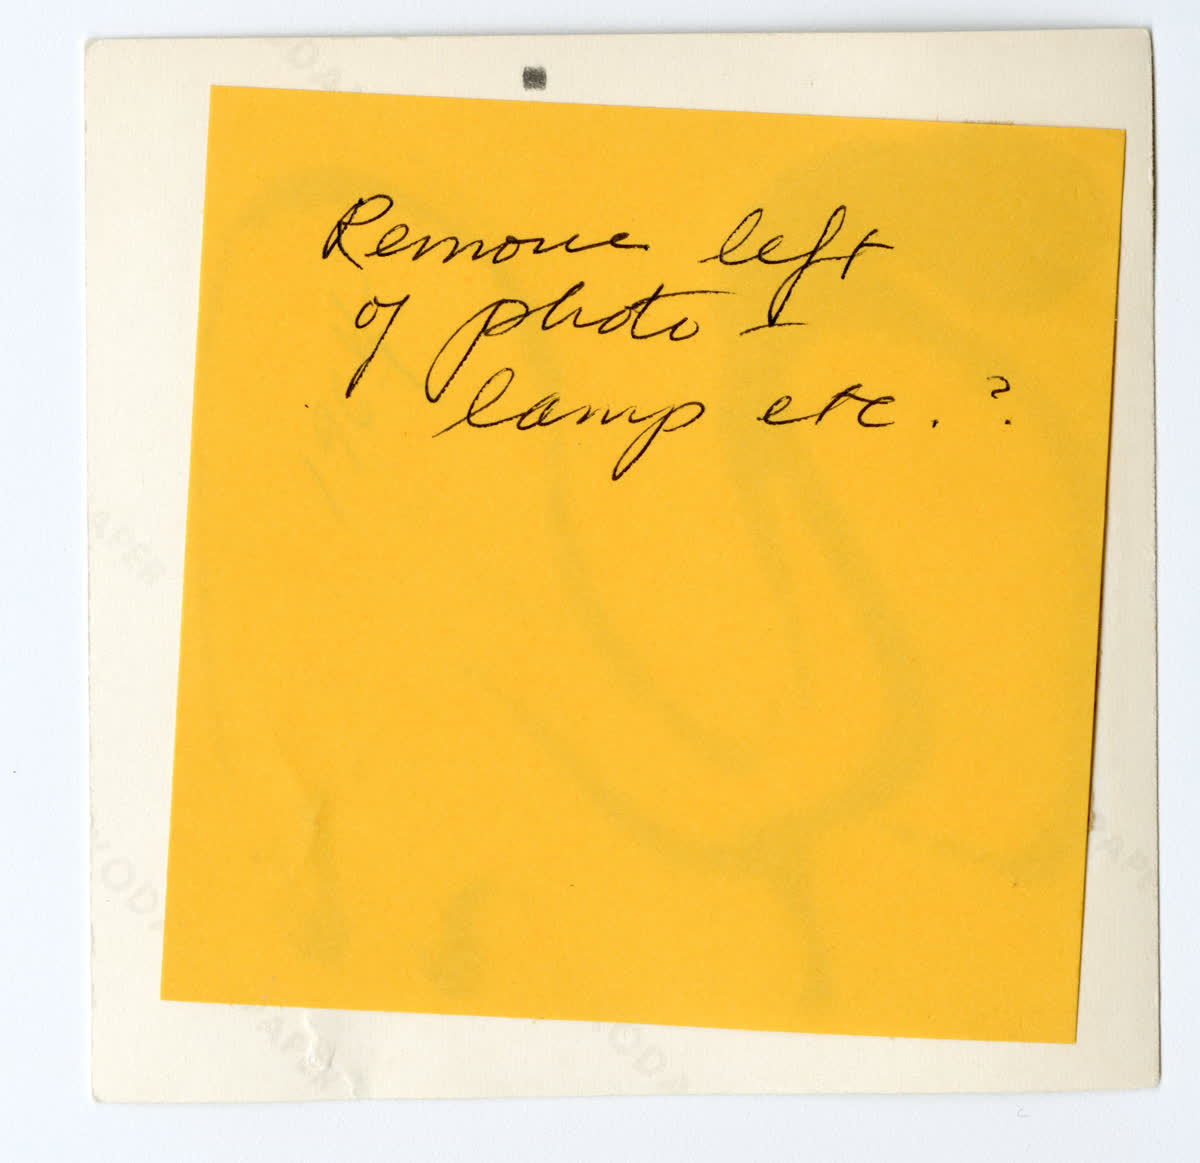 Remove left
of photo -
lamp etc. ?